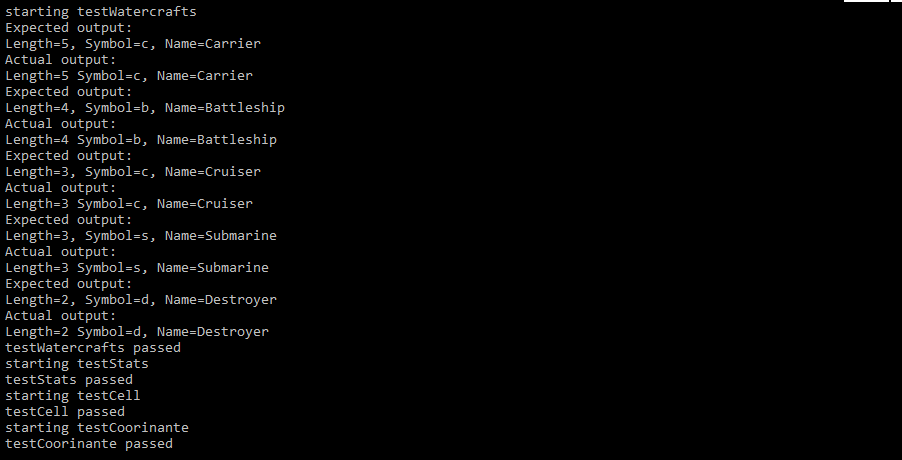 starting testWatercrafts
Expected output:
Length=5, Symbol=c, Name=Carrier
Actual output:
Length=5 Symbol=c, Name=Carrier
Expected output:
Length=4, Symbol=b, Name=Battleship
Actual output:
Length=4 Symbol=b, Name=Battleship
Expected output:
Length=3, Symbol=c, Name=Cruiser
Actual output:
Length=3 Symbol=c, Name=Cruiser
Expected output:
Length=3, Symbol=s, Name=Submarine
Actual output:
Length=3 Symbol=s, Name=Submarine
Expected output:
Length=2, Symbol=d, Name=Destroyer
Actual output:
Length=2 Symbol=d, Name=Destroyer
testWatercrafts passed
starting testStats
testStats passed
starting testCell
testCell passed
starting testCoorinante
testCoorinante passed